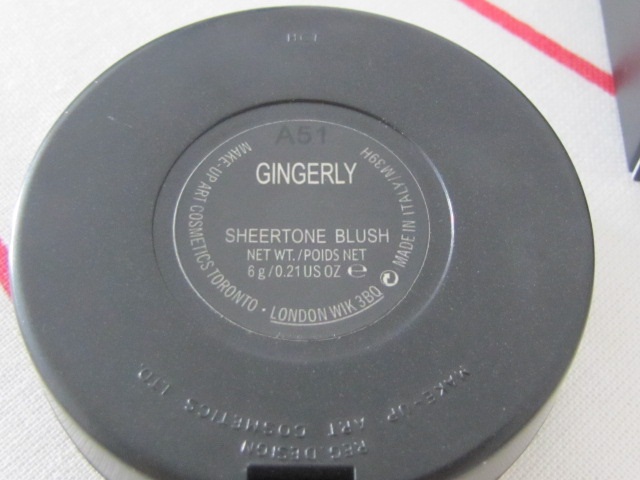 A51
GINGERLY
SHEERTONE BLUSH
NET WT./POIDS NET
6 g/0.21 US OZ e
MAKE-UP ART COSMETICS TORONTO · LONDON W1K 3BQ
MADE IN ITALY/M39H
MAKE-UP ART COSMETICS LTD.
REG DESIGN